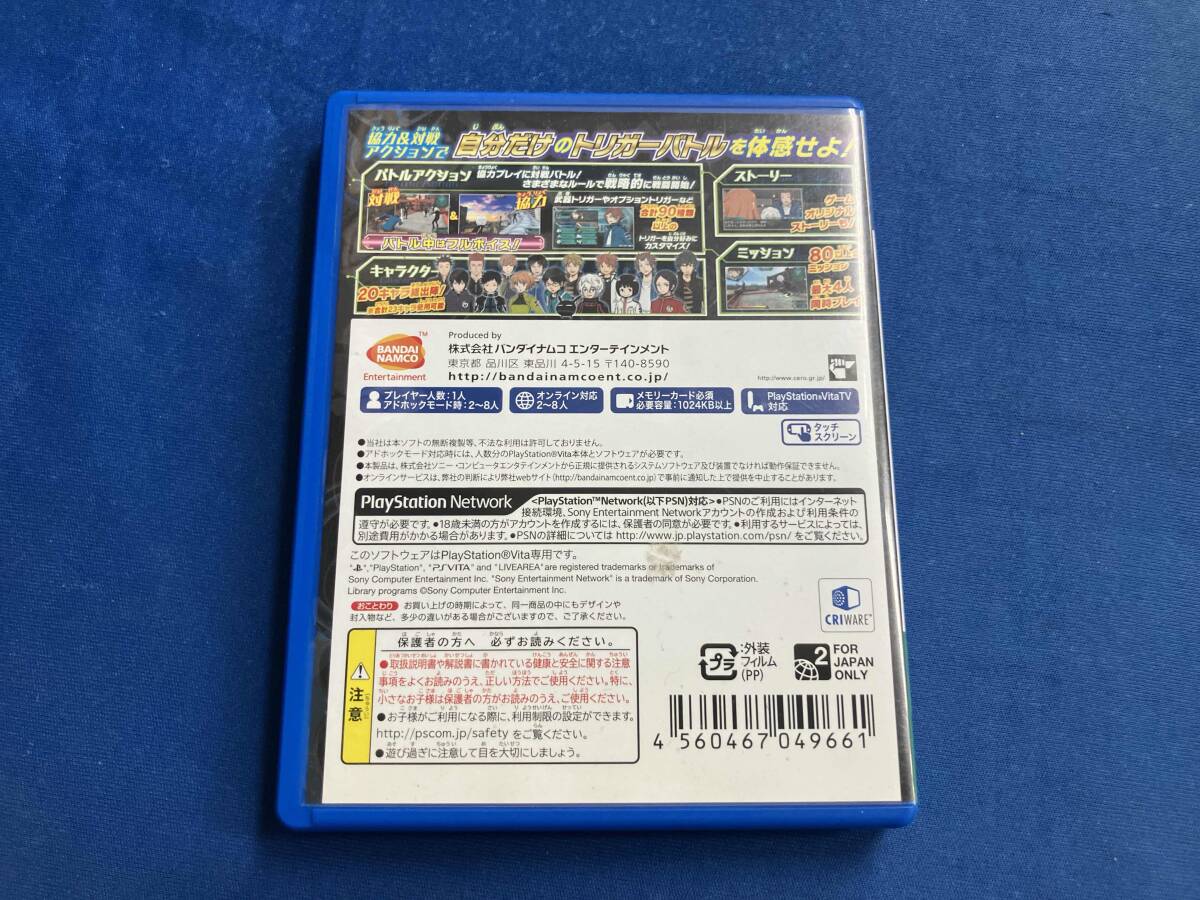 協力&対戦
アクションで
自分だけのトリガーバトルを体感せよ!
バトルアクション
協力プレイに対戦バトル!
さまざまなルールで戦略的に戦闘開始!
対戦
&
協力
バトル中はフルボイス!
武器トリガーやオプショントリガーなど
合計90種類
以上の
トリガーを自分好みに
カスタマイズ!
ストーリー
ゲーム
オリジナル
ストーリーも!
キャラクター
20キャラ
ミッション
80
ミッション
最大4人
同時プレイ
BANDAI
NAMCO
Entertainment
Produced by
株式会社 バンダイナムコ エンターテインメント
東京都 品川区 東品川 4-5-15 〒140-8590
http://bandainamcoent.co.jp/
http://www.cero.gr.jp/
プレイヤー人数:1人
アドホックモード時:2~8人
オンライン対応
2~8人
メモリーカード必須
必要容量:1024KB以上
PlayStation®VitaTV
対応
タッチ
スクリーン
●当社は本ソフトの無断複製等、不法な利用は許可しておりません。
●アドホックモード対応時には、人数分のPlayStation®Vita本体とソフトウェアが必要です。
●本製品は、株式会社ソニー・コンピュータエンタテインメントから正規に提供されるシステムソフトウェア及び装置でなければ動作保証できません。
●オンラインサービスは、弊社の判断により弊社webサイト(http://bandainamcoent.co.jp)で事前に通知した上で提供を中止することがあります。
PlayStation Network
<PlayStation™Network(以下PSN)対応>●PSNのご利用にはインターネット
接続環境、Sony Entertainment Networkアカウントの作成および利用条件の
遵守が必要です。●18歳未満の方がアカウントを作成するには、保護者の同意が必要です。●利用するサービスによっては、
別途費用がかかる場合があります。●PSNの詳細については http://www.jp.playstation.com/psn/ をご覧ください。
このソフトウェアはPlayStation®Vita専用です。
"PlayStation", "PSVITA" and "LIVEAREA" are registered trademarks or trademarks of
Sony Computer Entertainment Inc. "Sony Entertainment Network" is a trademark of Sony Corporation.
Library programs ©Sony Computer Entertainment Inc.
おことわり お買い上げの時期によって、同一商品の中にもデザインや
封入物など、多少の違いがある場合がございますので、ご了承ください。
CRIWARE™
注意
保護者の方へ 必ずお読みください。
●取扱説明書や解説書に書かれている健康と安全に関する注意
事項をよくお読みのうえ、正しい方法でご使用ください。特に、
小さなお子様は保護者の方がお読みのうえ、ご使用ください。
●お子様がご利用になる際に、利用制限の設定ができます。
http://pscom.jp/safety をご覧ください。
●遊び過ぎに注意して目を大切にしましょう。
プラ
:外装
フィルム
(PP)
2
FOR
JAPAN
ONLY
4 560467 049661